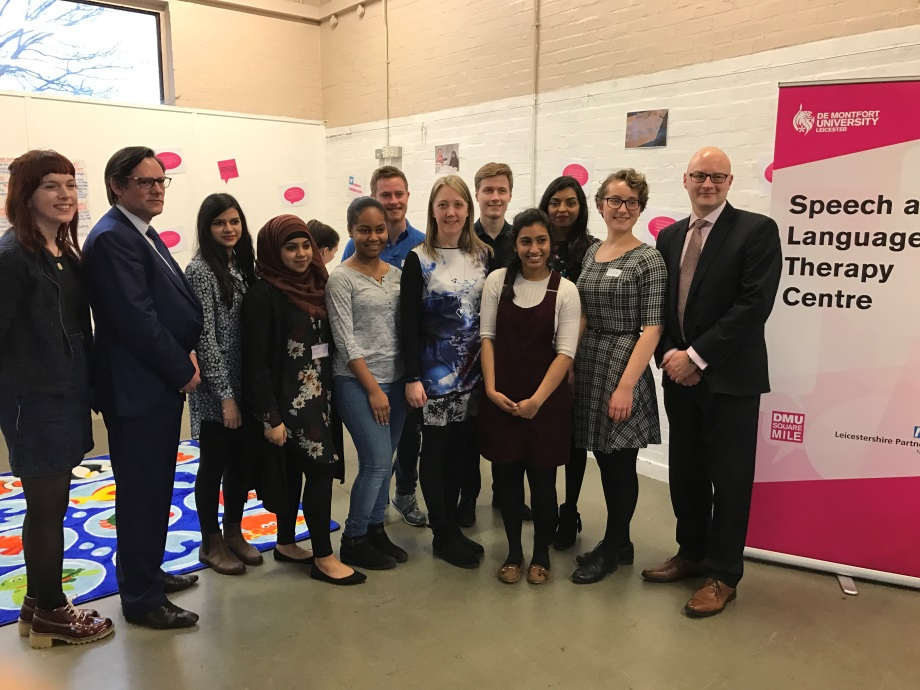 DE MONTFORT
UNIVERSITY
LEICESTER
Speech a
Language
Therapy
Centre
DMU
SQUARE
MILE
Leicestershire Partn